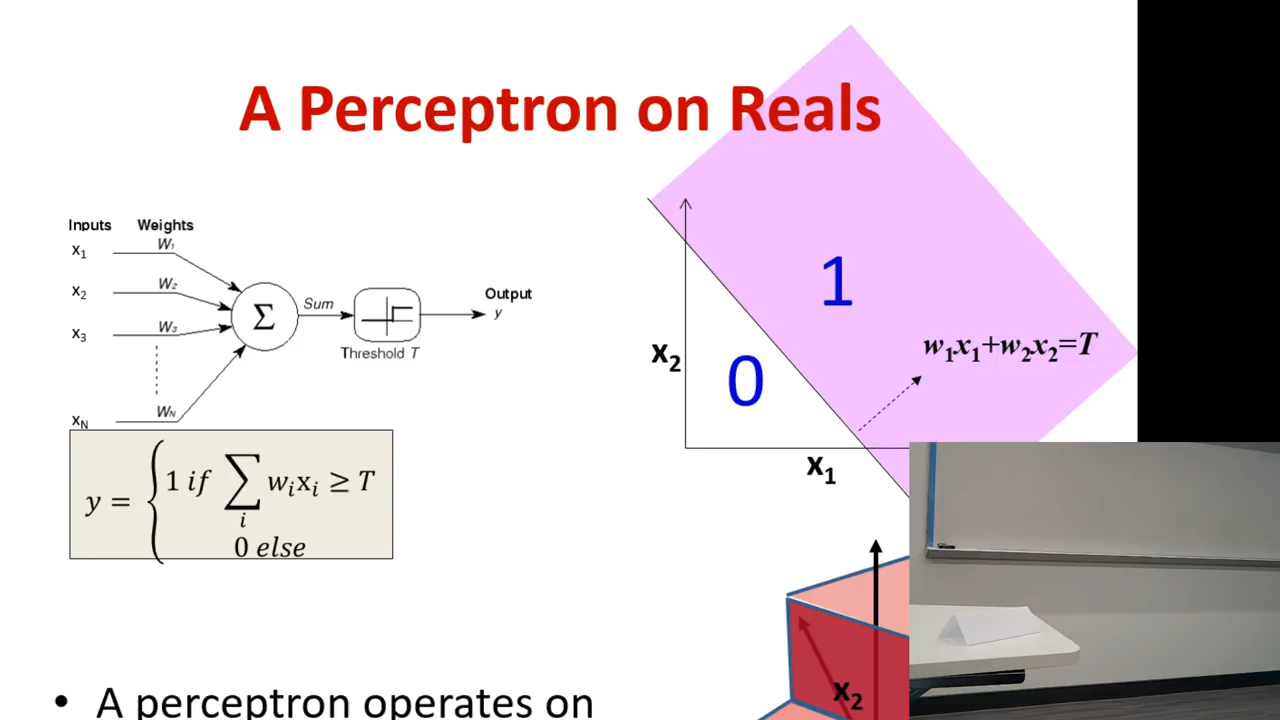 A Perceptron on Reals
Inputs Weights
x₁ W₁
x₂ W₂
x₃ W₃
x_N W_N
Σ
Sum
Threshold T
Output
y
y = { 1 if ∑_i wᵢxᵢ ≥ T
0 else
1
0
x₂
x₁
w₁x₁+w₂x₂=T
x₂
• A perceptron operates on